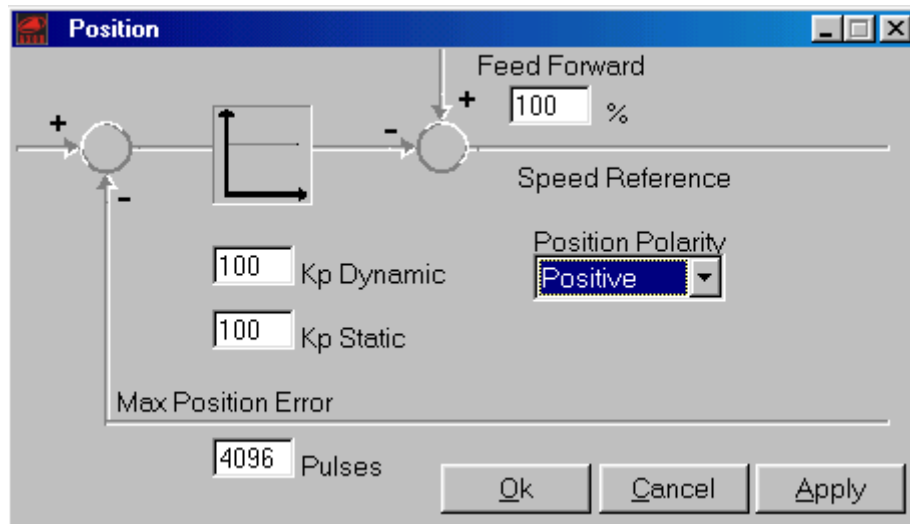 Position
Feed Forward
+
+
100 %
-
Speed Reference
-
Position Polarity
100 Kp Dynamic
Positive
100 Kp Static
Max Position Error
4096 Pulses
Ok Cancel Apply